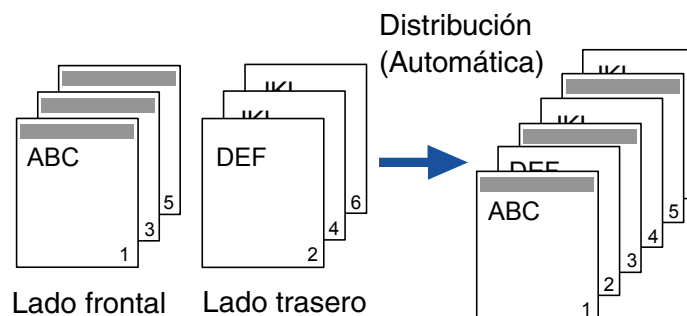 Distribución
(Automática)
ABC
5
3
1
DEF
6
4
2
DEF
ABC
5
4
3
2
1
Lado frontal
Lado trasero